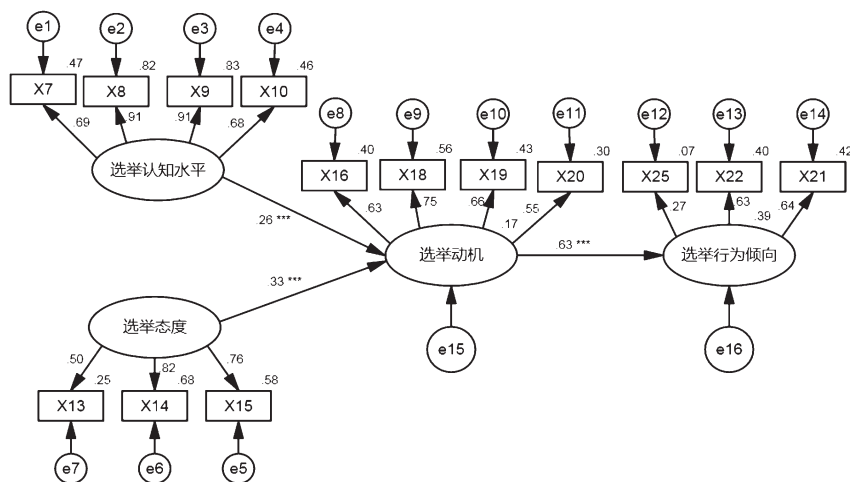 e1 e2 e3 e4
.47 .82 .83 .46
X7 X8 X9 X10
.69 .91 .91 .68
选举认知水平
e8 e9 e10 e11 e12 e13 e14
.40 .56 .43 .30 .07 .40 .42
X16 X18 X19 X20 X25 X22 X21
.63 .75 .66 .55 .27 .63 .64
.26 *** .17 .39
选举动机 .63 *** 选举行为倾向
.33 ***
选举态度
e15 e16
.50 .82 .76
.25 .68 .58
X13 X14 X15
e7 e6 e5